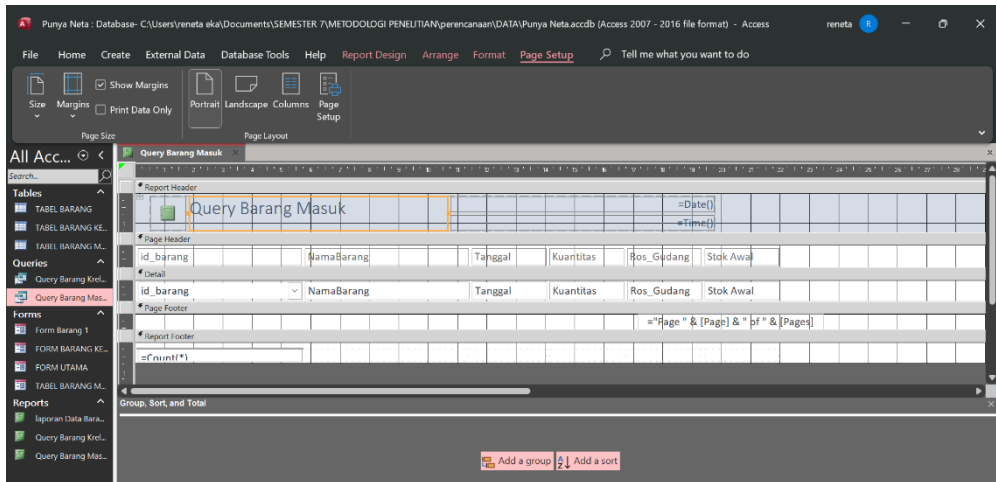 Punya Neta : Database- C:\Users\reneta eka\Documents\SEMESTER 7\METODOLOGI PENELITIAN\perencanaan\DATA\Punya Neta.accdb (Access 2007 - 2016 file format) - Access reneta R
File Home Create External Data Database Tools Help Report Design Arrange Format Page Setup Tell me what you want to do
Size Margins Show Margins Print Data Only Portrait Landscape Columns Page Setup
Page Size Page Layout
All Acc...
Search...
Tables
TABEL BARANG
TABEL BARANG KE...
TABEL BARANG M...
Queries
Query Barang Krel...
Query Barang Mas...
Forms
Form Barang 1
FORM BARANG KE...
FORM UTAMA
TABEL BARANG M...
Reports
laporan Data Bara...
Query Barang Krel...
Query Barang Mas...
Query Barang Masuk
Report Header
Query Barang Masuk =Date()
=Time()
Page Header
id_barang NamaBarang Tanggal Kuantitas Ros_Gudang Stok Awal
Detail
id_barang NamaBarang Tanggal Kuantitas Ros_Gudang Stok Awal
Page Footer
="Page " & [Page] & " of " & [Pages]
Report Footer
=Count(*)
Group, Sort, and Total
Add a group Add a sort